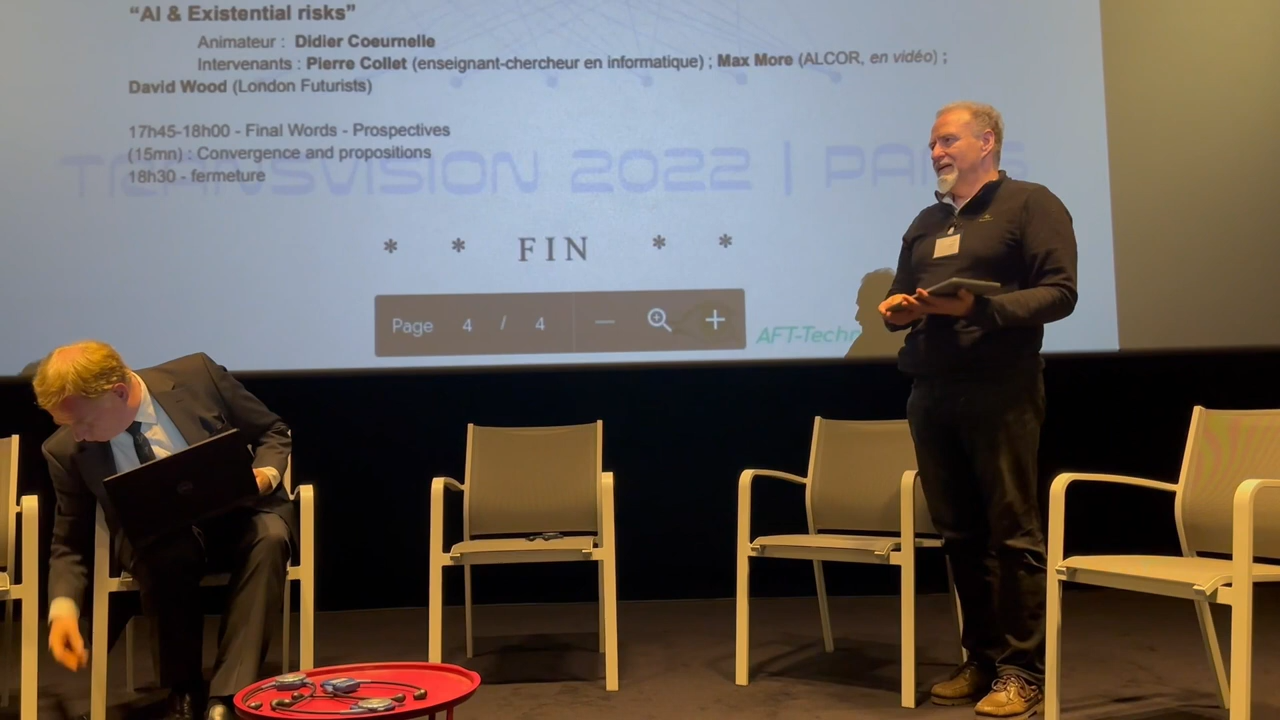 “AI & Existential risks”
Animateur : Didier Coeurnelle
Intervenants : Pierre Collet (enseignant-chercheur en informatique) ; Max More (ALCOR, en vidéo) ;
David Wood (London Futurists)
17h45-18h00 - Final Words - Prospectives
(15mn) : Convergence and propositions
18h30 - fermeture
TRANSVISION 2022 | PARIS
* * FIN * *
Page 4 / 4 — +
AFT-Techn